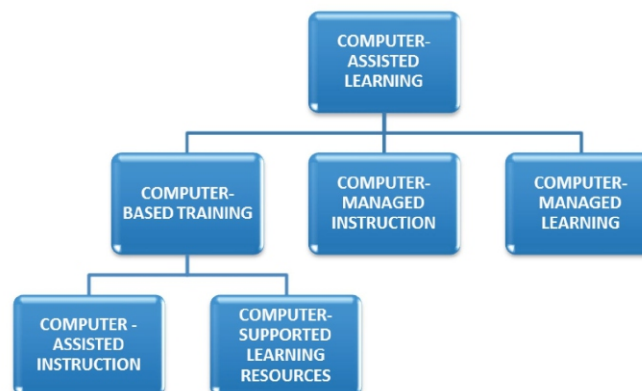 COMPUTER-
ASSISTED
LEARNING
COMPUTER-
BASED TRAINING
COMPUTER-
MANAGED
INSTRUCTION
COMPUTER-
MANAGED
LEARNING
COMPUTER -
ASSISTED
INSTRUCTION
COMPUTER-
SUPPORTED
LEARNING
RESOURCES